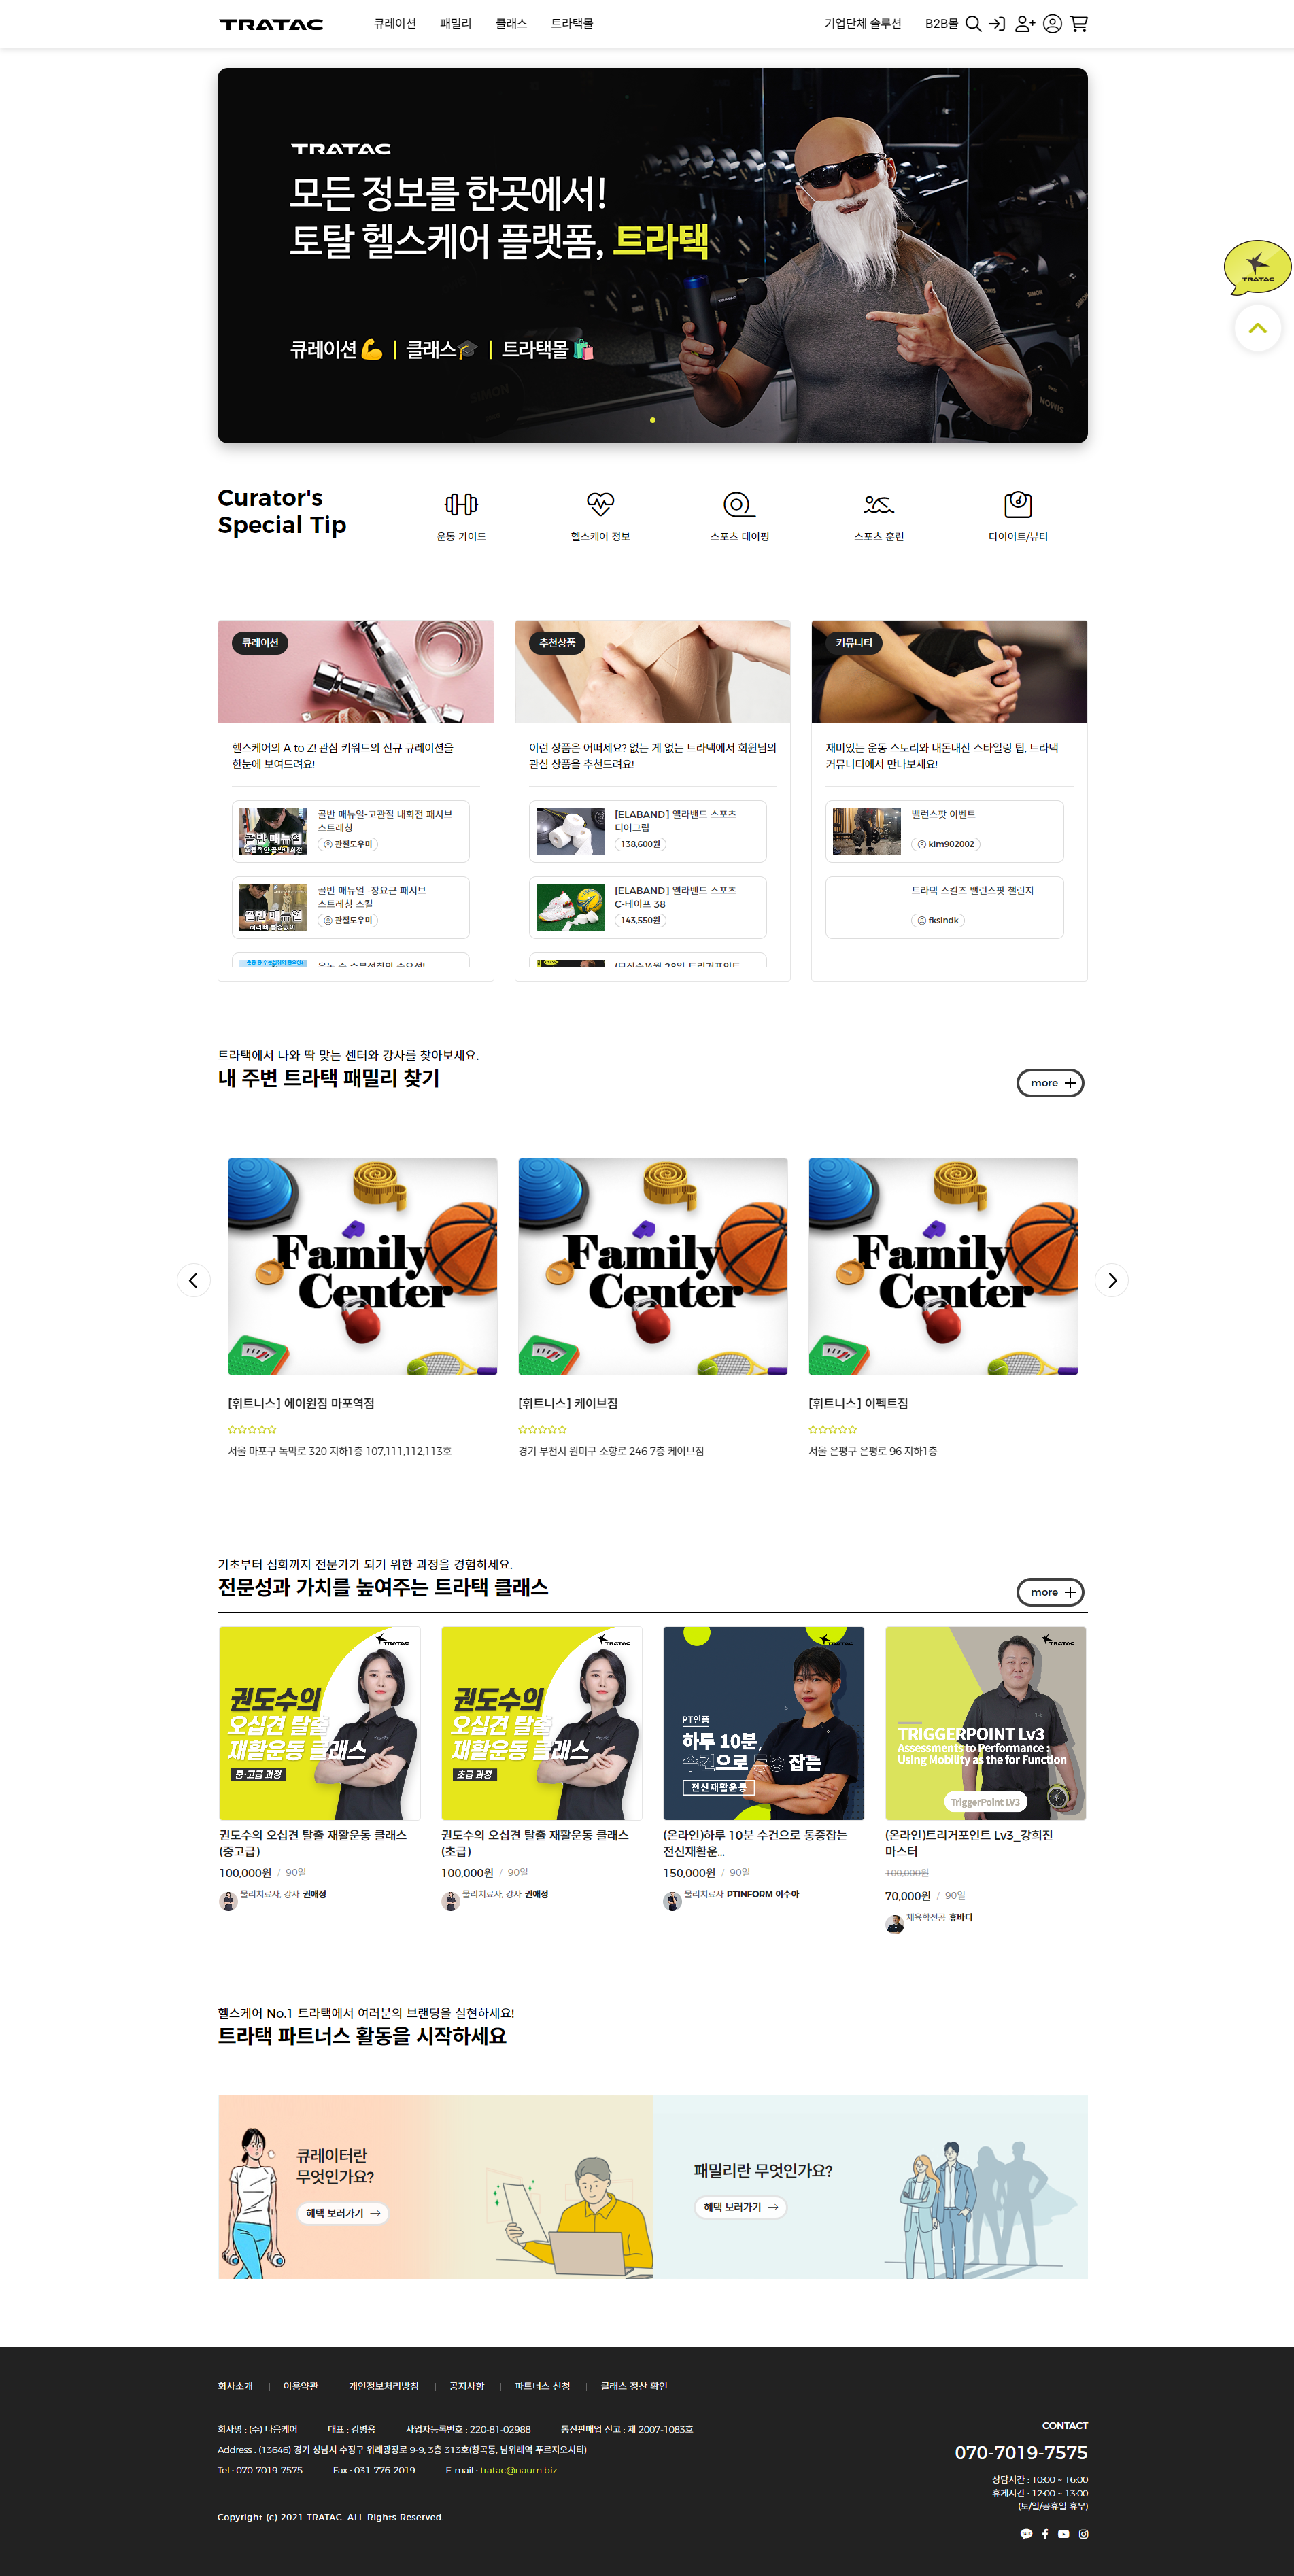 TRATAC
큐레이션 패밀리 클래스 트라택몰 기업단체 솔루션 B2B몰
TRATAC
모든 정보를 한곳에서!
토탈 헬스케어 플랫폼, 트라택
큐레이션 | 클래스 | 트라택몰
TRATAC
SIMON
NOWIS
TRATAC
Curator's
Special Tip
운동 가이드
헬스케어 정보
스포츠 테이핑
스포츠 훈련
다이어트/뷰티
큐레이션
헬스케어의 A to Z! 관심 키워드의 신규 큐레이션을
한눈에 보여드려요!
골반 매뉴얼
골반 매뉴얼-고관절 내회전 패시브
스트레칭
관절도우미
골반 매뉴얼
골반 매뉴얼 -장요근 패시브
스트레칭 스킬
관절도우미
운동 중 수분섭취의 중요성!
추천상품
이런 상품은 어떠세요? 없는 게 없는 트라택에서 회원님의
관심 상품을 추천드려요!
[ELABAND] 엘라밴드 스포츠
티어그립
138,600원
[ELABAND] 엘라밴드 스포츠
C-테이프 38
143,550원
커뮤니티
재미있는 운동 스토리와 내돈내산 스타일링 팁, 트라택
커뮤니티에서 만나보세요!
밸런스팟 이벤트
kim902002
트라택 스킬즈 밸런스팟 챌린지
fkslndk
트라택에서 나와 딱 맞는 센터와 강사를 찾아보세요.
내 주변 트라택 패밀리 찾기
more
Family
Center
[휘트니스] 에이원짐 마포역점
서울 마포구 독막로 320 지하1층 107,111,112,113호
Family
Center
[휘트니스] 케이브짐
경기 부천시 원미구 소향로 246 7층 케이브짐
Family
Center
[휘트니스] 이펙트짐
서울 은평구 은평로 96 지하1층
기초부터 심화까지 전문가가 되기 위한 과정을 경험하세요.
전문성과 가치를 높여주는 트라택 클래스
more
TRATAC
권도수의
오십견 탈출
재활운동 클래스
중·고급 과정
권도수의 오십견 탈출 재활운동 클래스
(중고급)
100,000원 / 90일
물리치료사, 강사 권애정
TRATAC
권도수의
오십견 탈출
재활운동 클래스
초급 과정
권도수의 오십견 탈출 재활운동 클래스
(초급)
100,000원 / 90일
물리치료사, 강사 권애정
TRATAC
PT인폼
하루 10분,
수건으로 통증 잡는
전신재활운동
(온라인)하루 10분 수건으로 통증잡는
전신재활운...
150,000원 / 90일
물리치료사 PTINFORM 이수아
TRATAC
TRIGGERPOINT Lv3
Assessments to Performance :
Using Mobility as the for Function
TriggerPoint LV3
(온라인)트리거포인트 Lv3_강희진
마스터
100,000원
70,000원 / 90일
체육학전공 휴바디
헬스케어 No.1 트라택에서 여러분의 브랜딩을 실현하세요!
트라택 파트너스 활동을 시작하세요
큐레이터란
무엇인가요?
혜택 보러가기
패밀리란 무엇인가요?
혜택 보러가기
회사소개 | 이용약관 | 개인정보처리방침 | 공지사항 | 파트너스 신청 | 클래스 정산 확인
회사명 : (주) 나음케어 대표 : 김병용 사업자등록번호 : 220-81-02988 통신판매업 신고 : 제 2007-1083호
Address : (13646) 경기 성남시 수정구 위례광장로 9-9, 3층 313호(창곡동, 남위례역 푸르지오시티)
Tel : 070-7019-7575 Fax : 031-776-2019 E-mail : tratac@naum.biz
Copyright (c) 2021 TRATAC. ALL Rights Reserved.
CONTACT
070-7019-7575
상담시간 : 10:00 ~ 16:00
휴게시간 : 12:00 ~ 13:00
(토/일/공휴일 휴무)